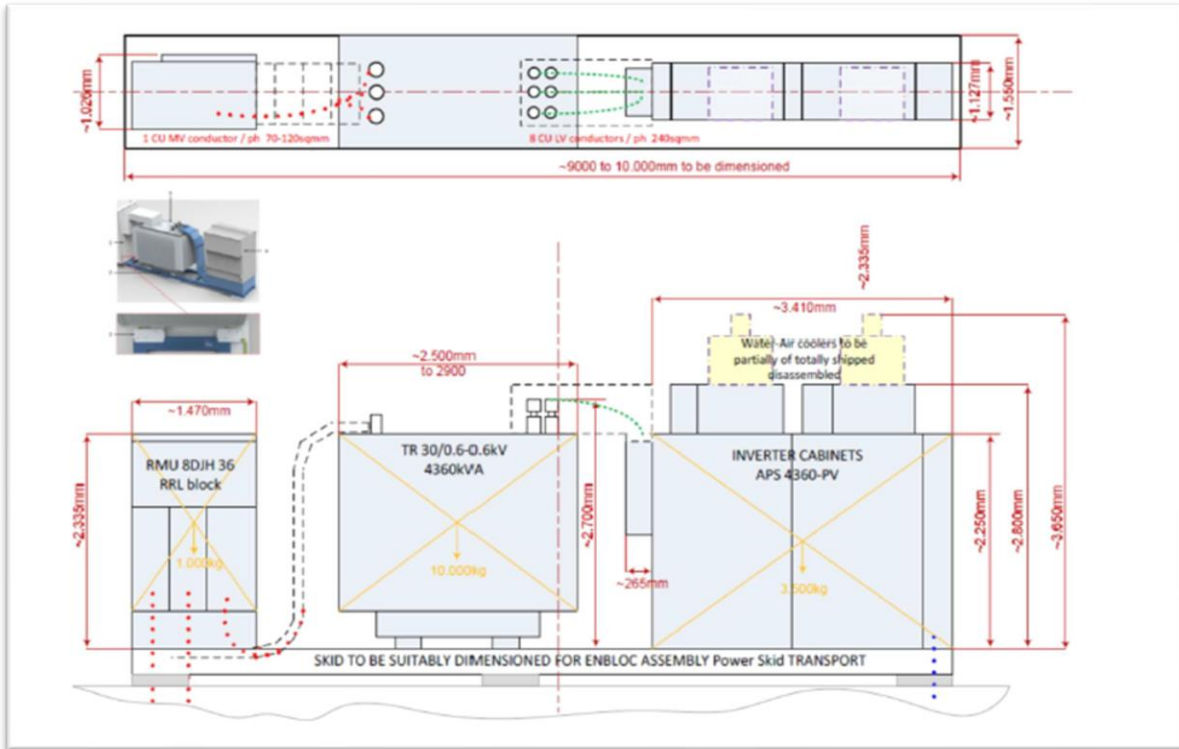 ~1.026mm
1 CU MV conductor / ph 70-120sqmm
8 CU LV conductors / ph 240sqmm
~1.127mm
~1.550mm
~9000 to 10.000mm to be dimensioned
~2.335mm
~3.410mm
Water-Air coolers to be
partially of totally shipped
disassembled
~2.500mm
to 2900
~1.470mm
RMU 8DJH 36
RRL block
TR 30/0.6-0.6kV
4360kVA
INVERTER CABINETS
APS 4360-PV
~2.335mm
~2.700mm
~2.250mm
~2.800mm
~3.650mm
1.000kg
10.000kg
~265mm
3.500kg
SKID TO BE SUITABLY DIMENSIONED FOR ENBLOC ASSEMBLY Power Skid TRANSPORT